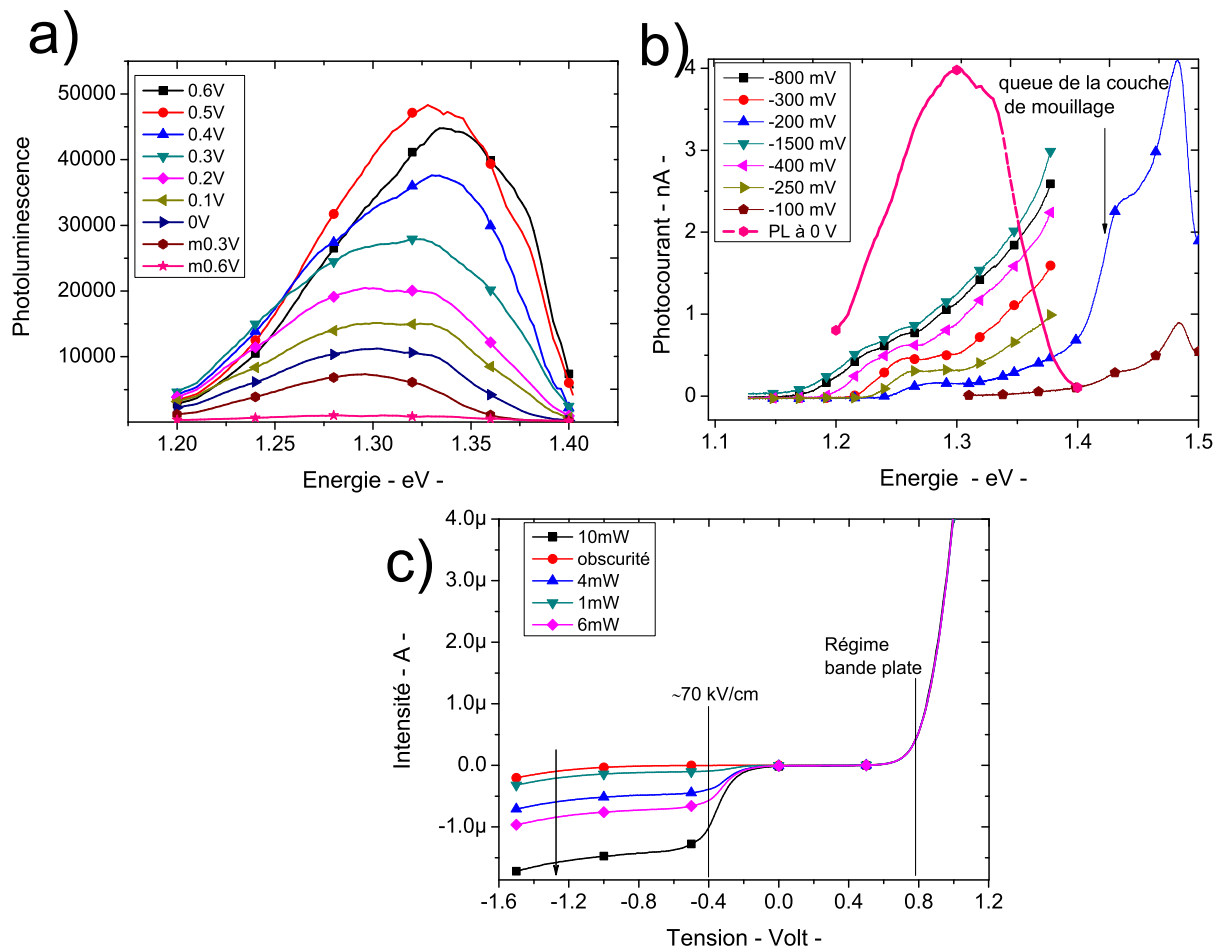 a)
0.6V
0.5V
0.4V
0.3V
0.2V
0.1V
0V
m0.3V
m0.6V
50000
40000
30000
20000
10000
Photoluminescence
1.20 1.25 1.30 1.35 1.40
Energie - eV -
b)
-800 mV
-300 mV
-200 mV
-1500 mV
-400 mV
-250 mV
-100 mV
PL à 0 V
queue de la couche
de mouillage
4
3
2
1
0
Photocourant - nA -
1.1 1.2 1.3 1.4 1.5
Energie - eV -
c)
10mW
obscurité
4mW
1mW
6mW
~70 kV/cm
Régime
bande plate
4.0µ
3.0µ
2.0µ
1.0µ
0.0
-1.0µ
Intensité - A -
-1.6 -1.2 -0.8 -0.4 0.0 0.4 0.8 1.2
Tension - Volt -